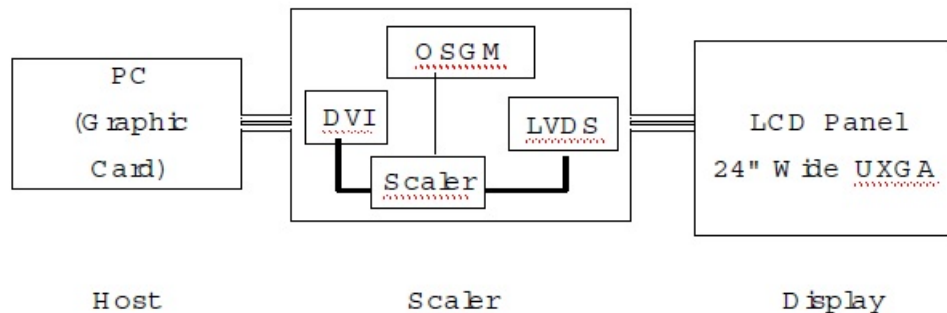 PC
(Graphic
Card)
OSGM
DVI
LVDS
Scaler
LCD Panel
24" Wide UXGA
Host
Scaler
Display